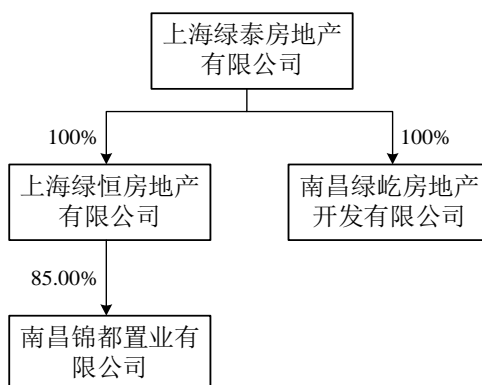 上海绿泰房地产
有限公司
100%
100%
上海绿恒房地产
有限公司
南昌绿屹房地产
开发有限公司
85.00%
南昌锦都置业有
限公司